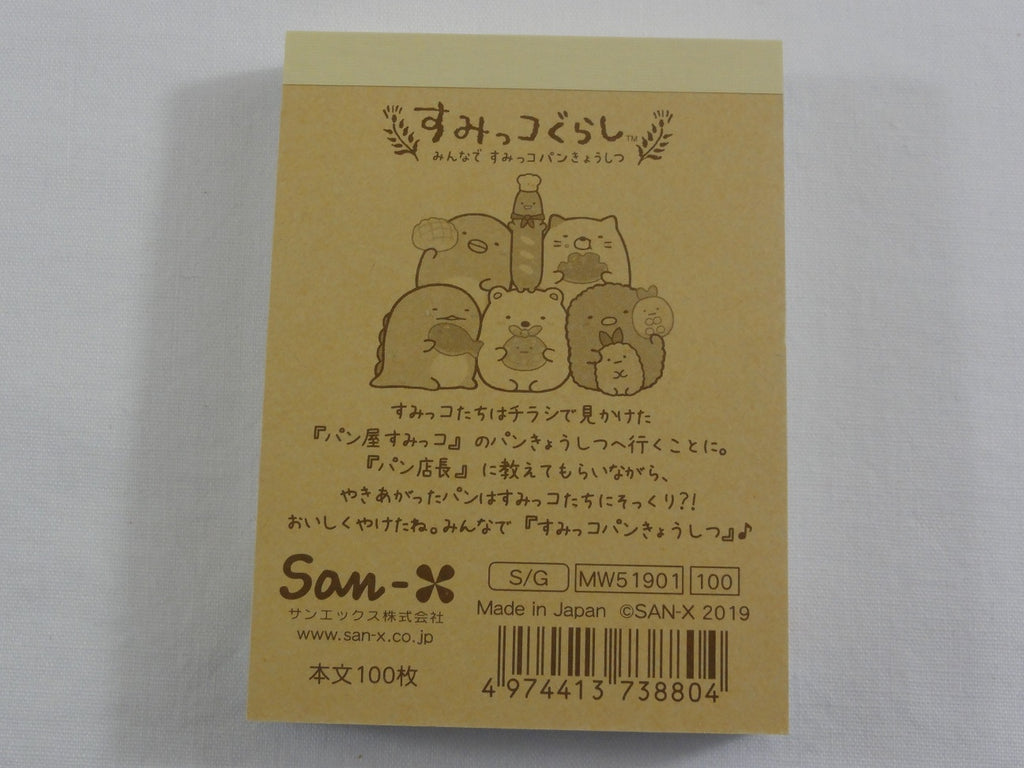 すみっコぐらし™
みんなで すみっコパンきょうしつ
すみっコたちはチラシで見かけた
『パン屋すみっコ』のパンきょうしつへ行くことに。
『パン店長』に教えてもらいながら、
やきあがったパンはすみっコたちにそっくり?!
おいしくやけたね。みんなで『すみっコパンきょうしつ』♪
San-X
サンエックス株式会社
www.san-x.co.jp
本文100枚
S/G MW51901 100
Made in Japan ©SAN-X 2019
4 974413 738804